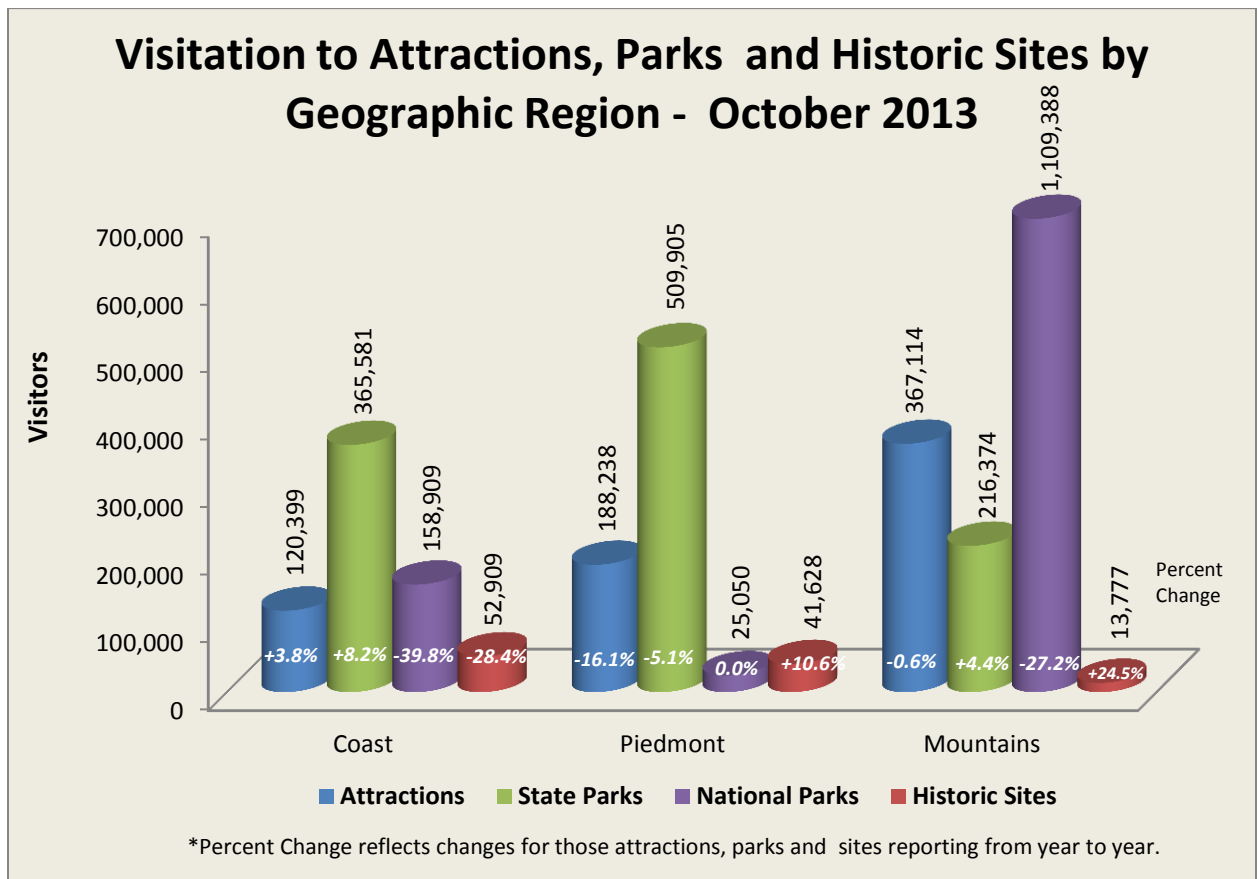 Visitation to Attractions, Parks  and Historic Sites by
Geographic Region -  October 2013
Visitors
700,000
600,000
500,000
400,000
300,000
200,000
100,000
0
120,399
365,581
158,909
52,909
188,238
509,905
25,050
41,628
367,114
216,374
1,109,388
13,777
+3.8%
+8.2%
-39.8%
-28.4%
-16.1%
-5.1%
0.0%
+10.6%
-0.6%
+4.4%
-27.2%
+24.5%
Percent
Change
Coast
Piedmont
Mountains
Attractions
State Parks
National Parks
Historic Sites
*Percent Change reflects changes for those attractions, parks and  sites reporting from year to year.